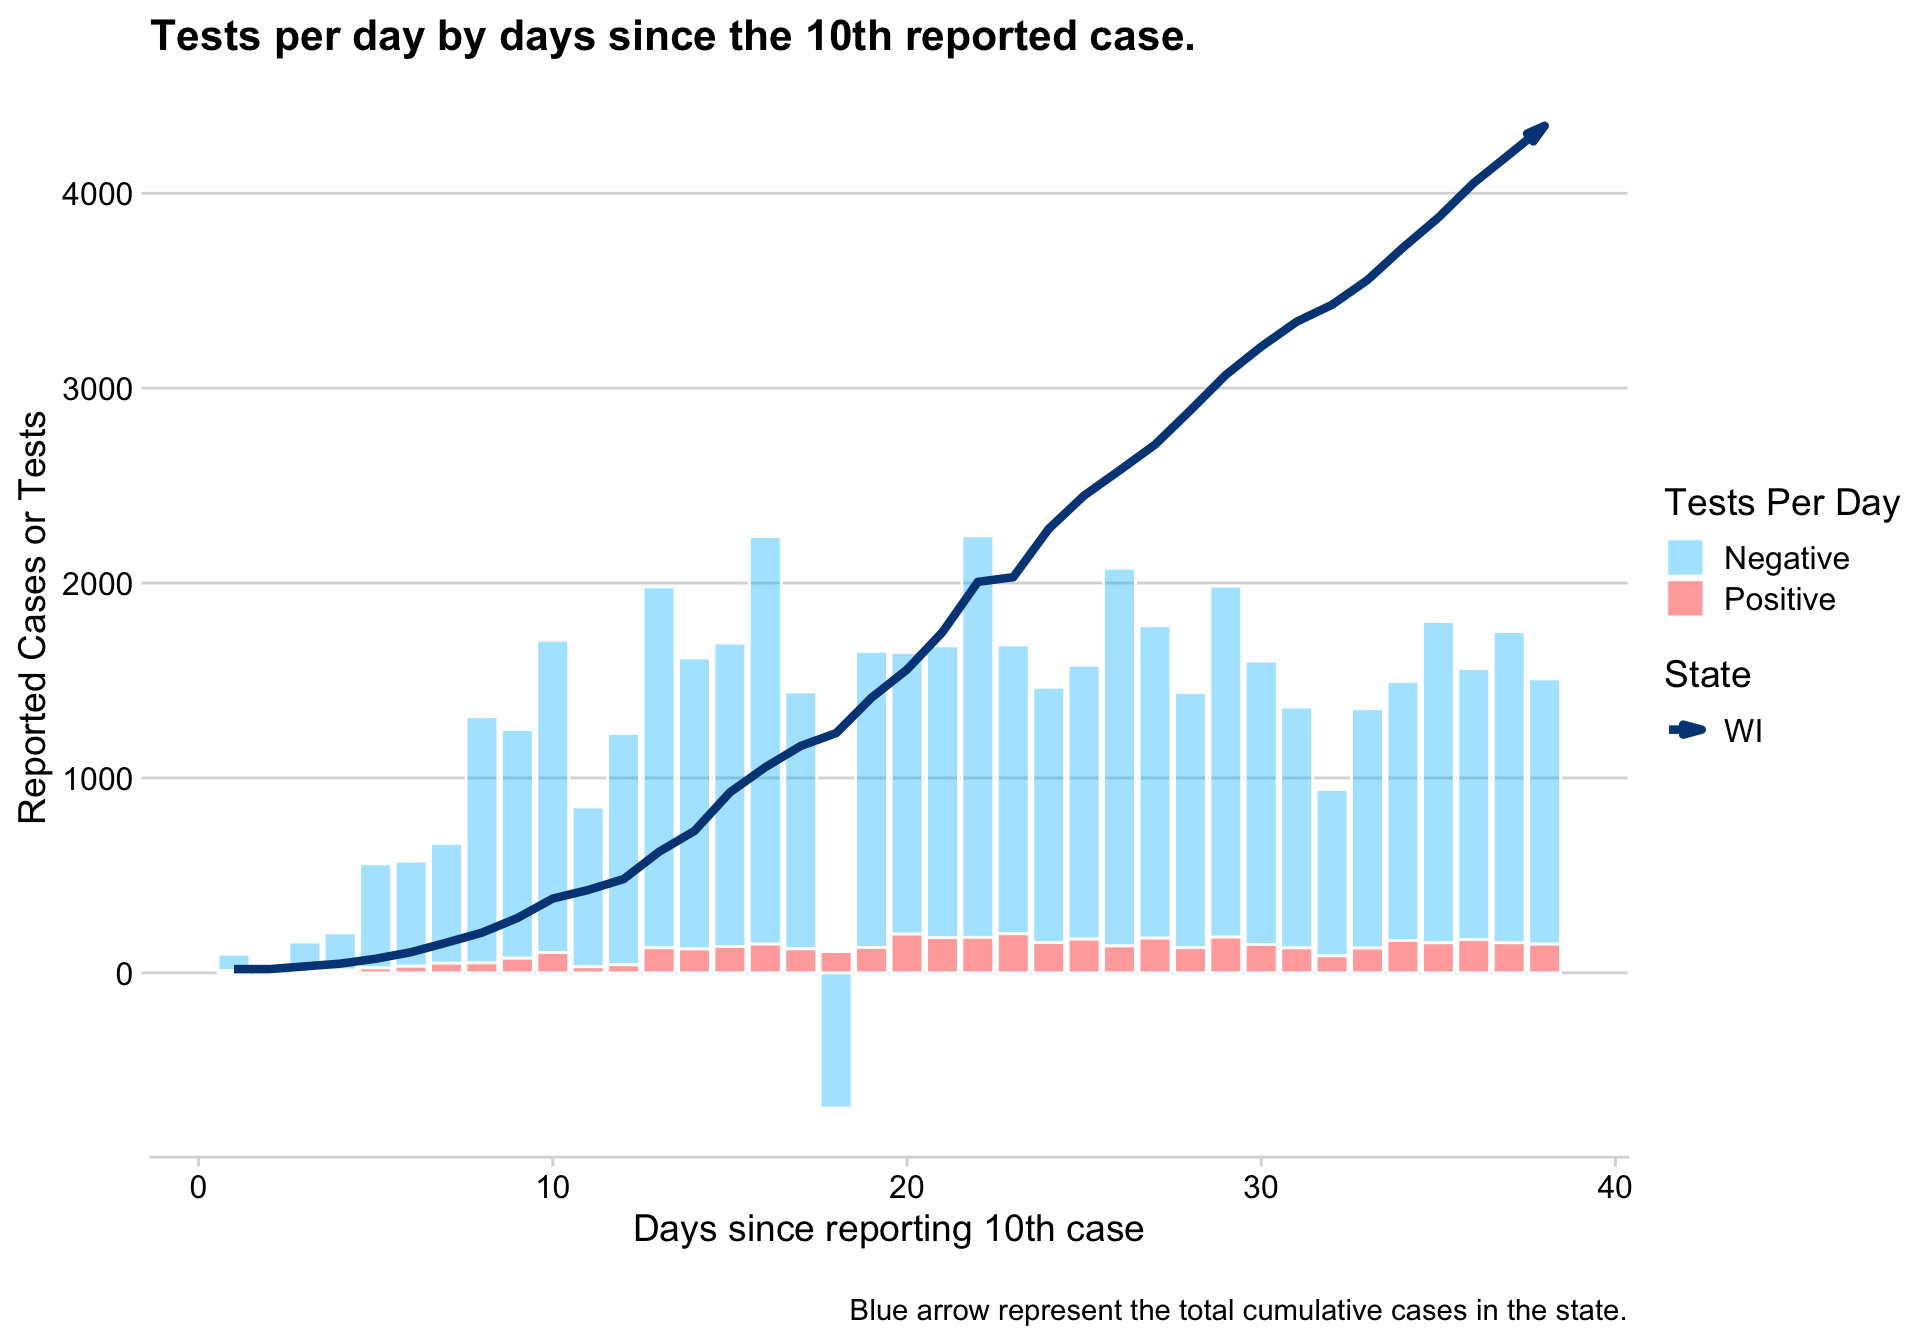 Tests per day by days since the 10th reported case.
Reported Cases or Tests
4000
3000
2000
1000
0
0 10 20 30 40
Days since reporting 10th case
Tests Per Day
Negative
Positive
State
WI
Blue arrow represent the total cumulative cases in the state.